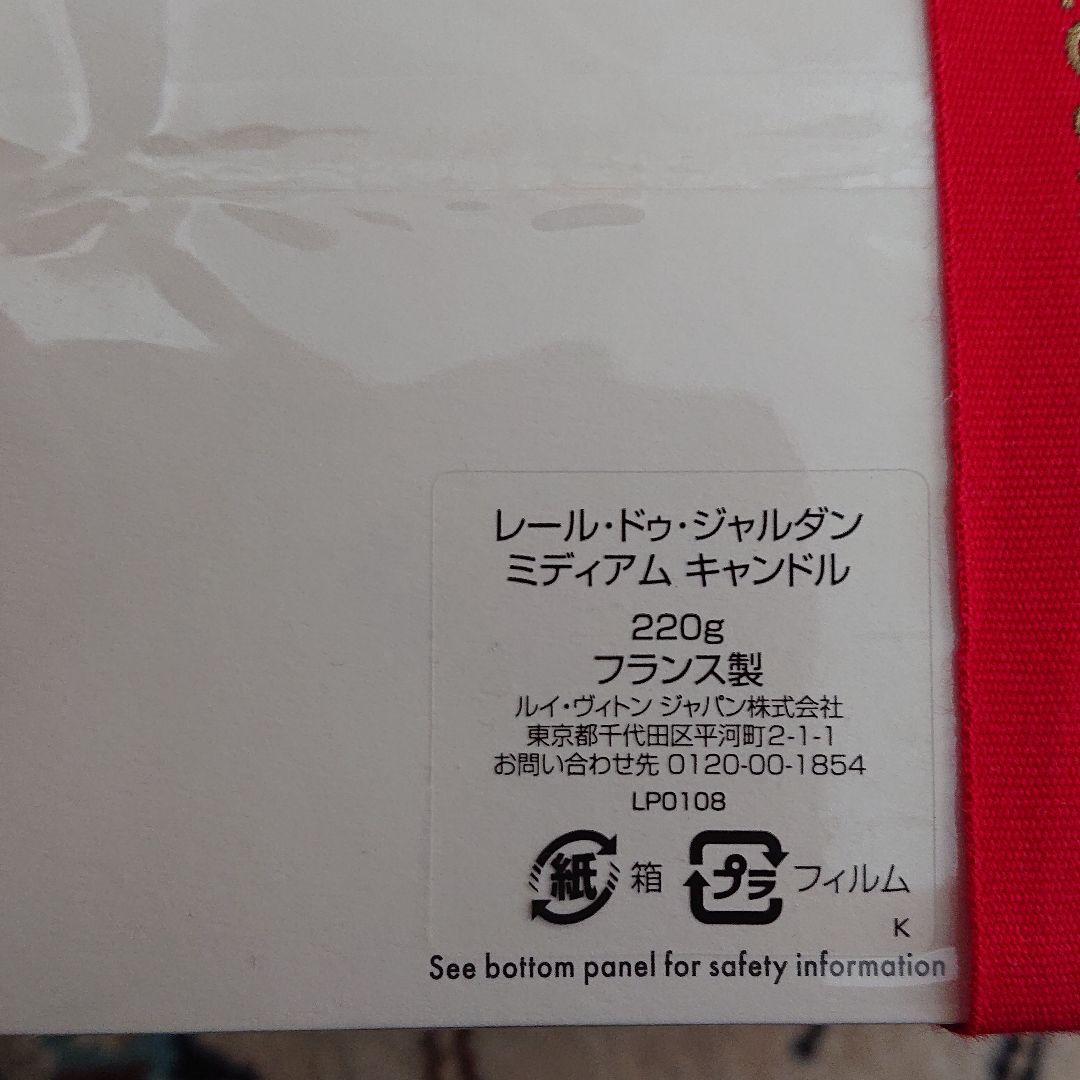 レール・ドゥ・ジャルダン
ミディアム キャンドル
220g
フランス製
ルイ・ヴィトン ジャパン株式会社
東京都千代田区平河町2-1-1
お問い合わせ先 0120-00-1854
LP0108
紙 箱 プラ フィルム
K
See bottom panel for safety information